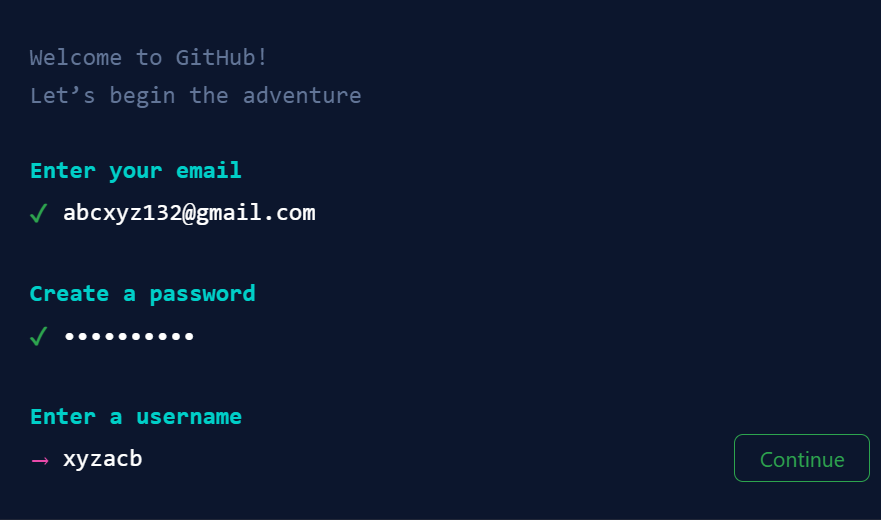 Welcome to GitHub!
Let’s begin the adventure
Enter your email
✓ abcxyz132@gmail.com
Create a password
✓ ••••••••••
Enter a username
→ xyzacb
Continue